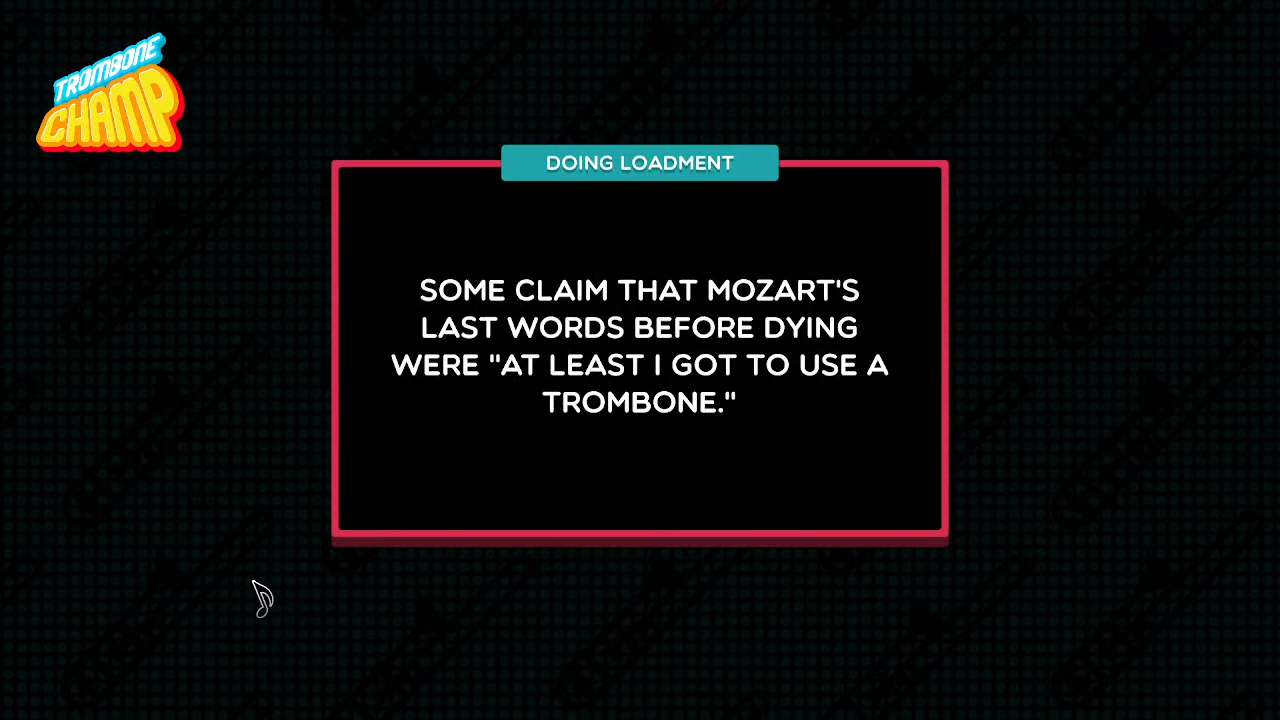 TROMBONE
CHAMP
DOING LOADMENT
SOME CLAIM THAT MOZART'S
LAST WORDS BEFORE DYING
WERE "AT LEAST I GOT TO USE A
TROMBONE."